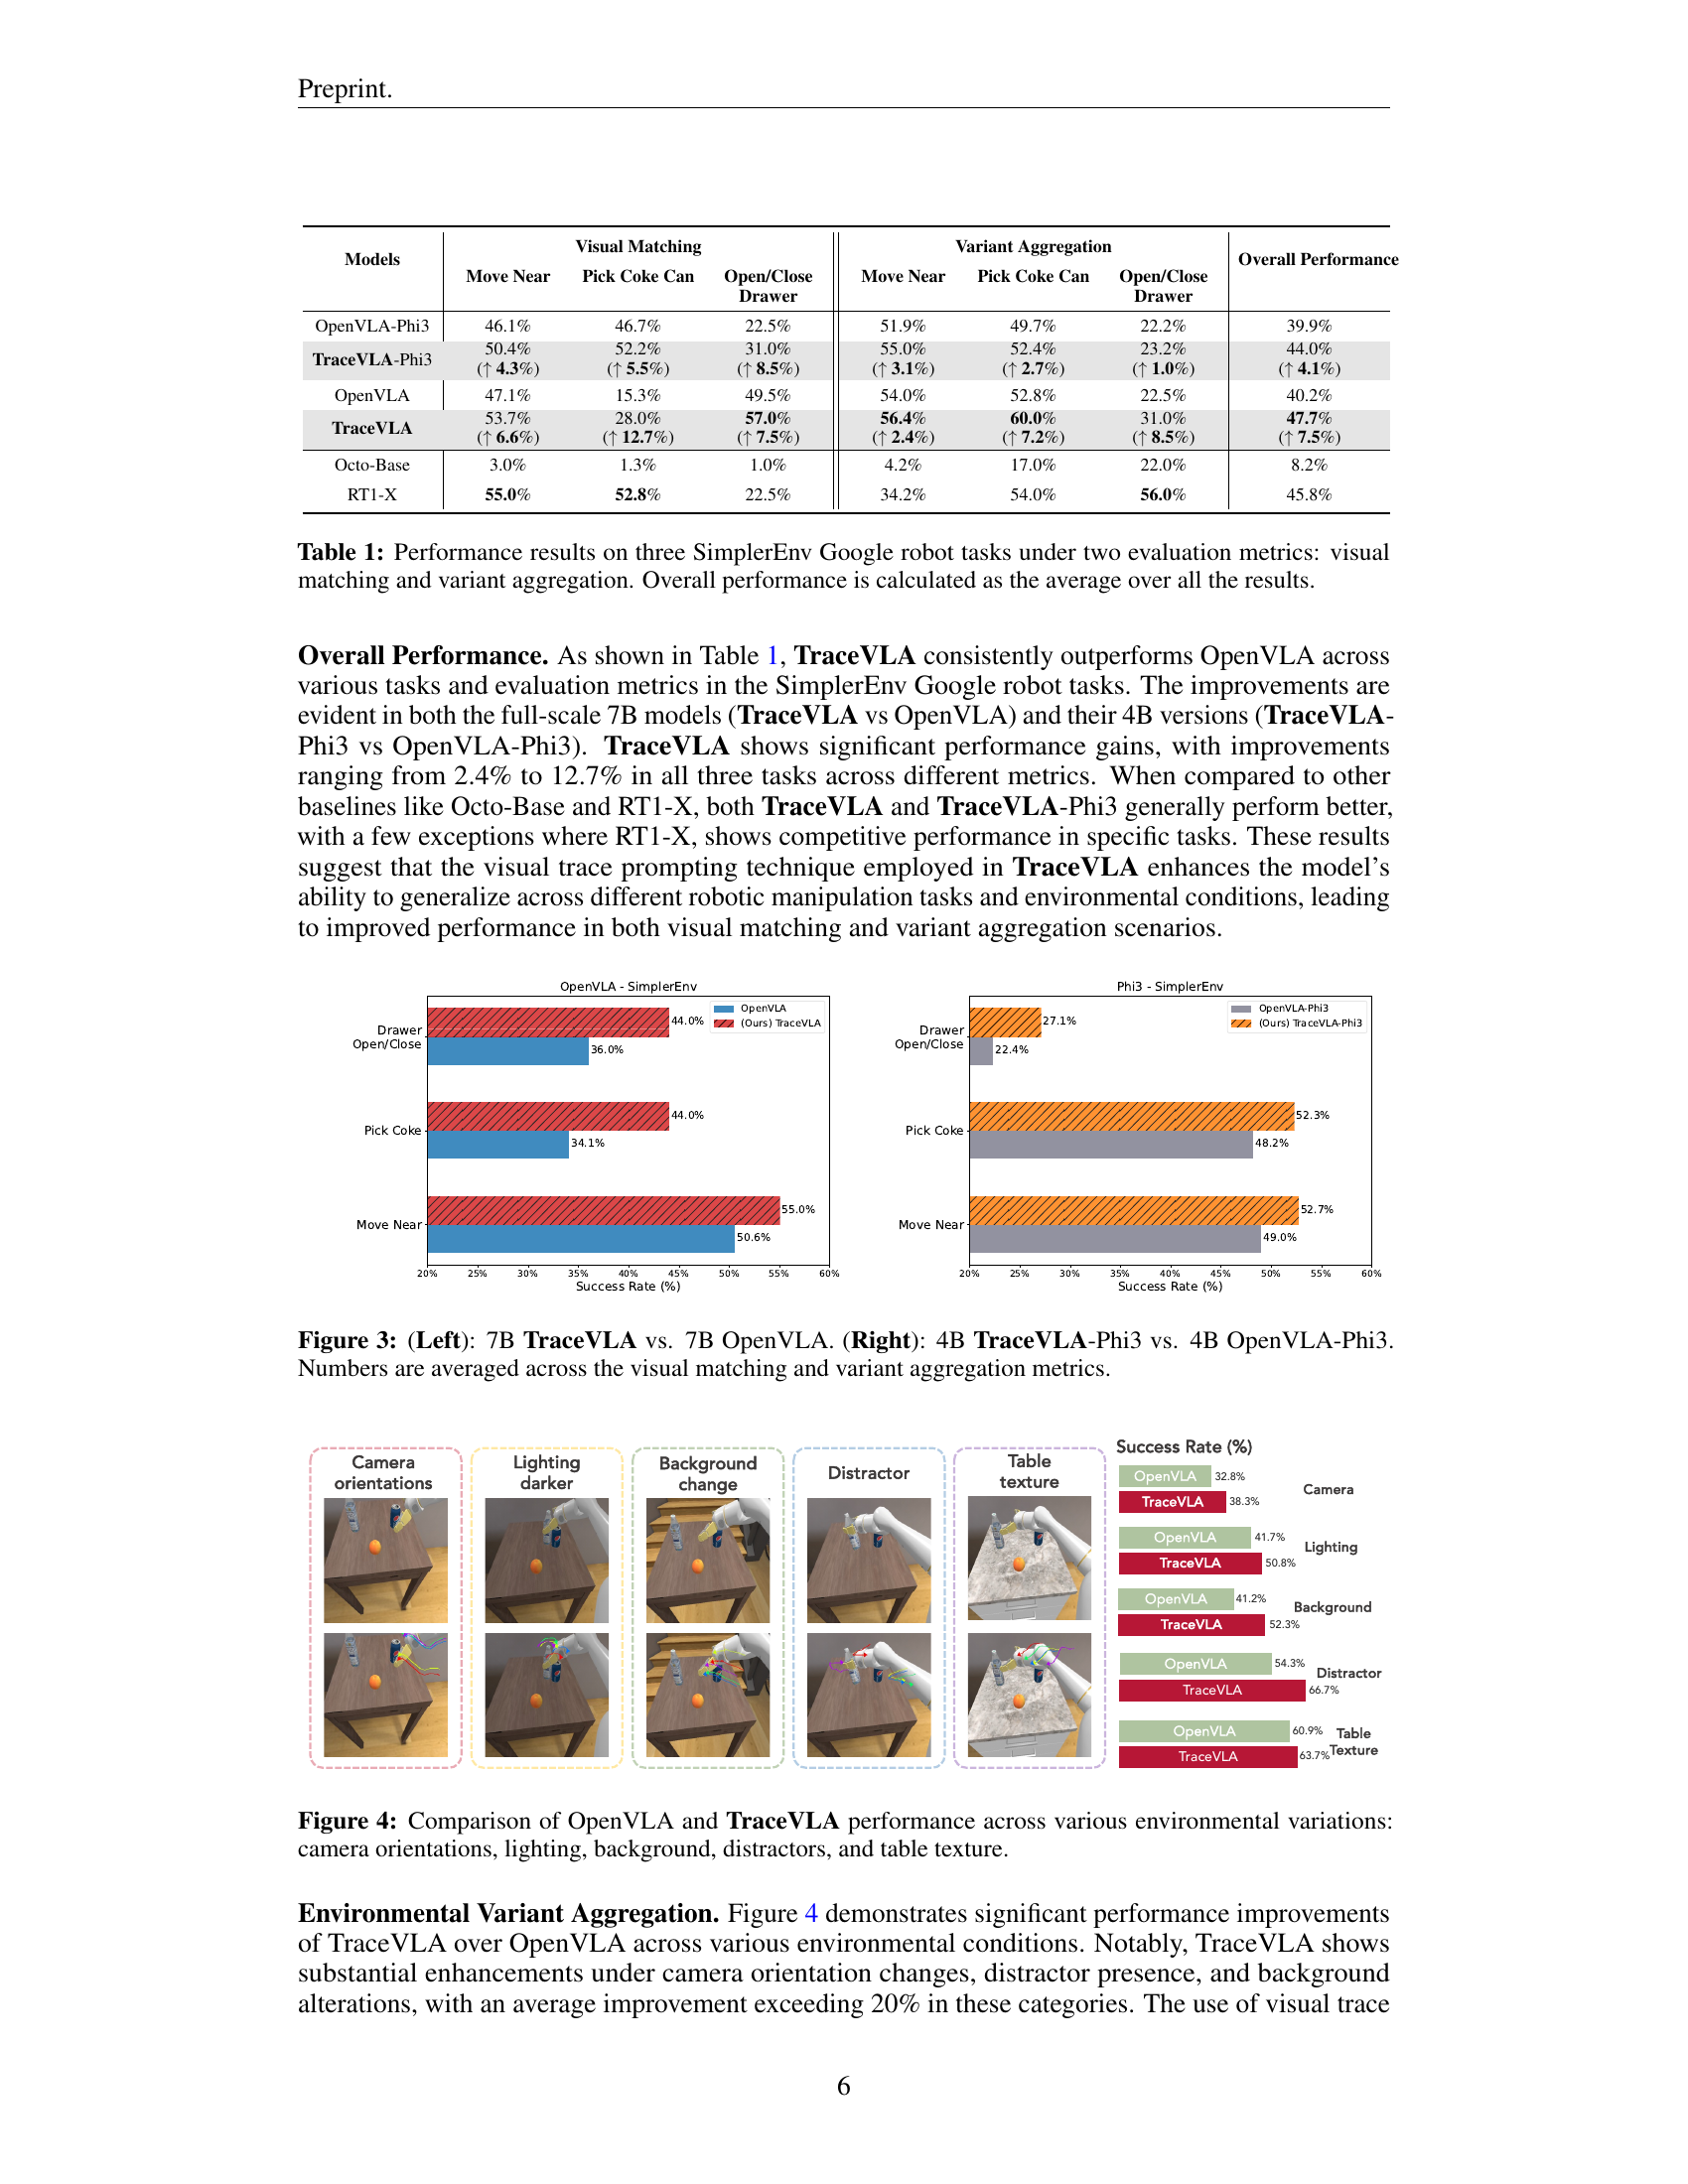 Preprint.
Models
Visual Matching
Variant Aggregation
Overall Performance
Move Near Pick Coke Can Open/Close Drawer Move Near Pick Coke Can Open/Close Drawer
OpenVLA-Phi3 46.1% 46.7% 22.5% 51.9% 49.7% 22.2% 39.9%
TraceVLA-Phi3 50.4% 52.2% 31.0% 55.0% 52.4% 23.2% 44.0%
(↑ 4.3%) (↑ 5.5%) (↑ 8.5%) (↑ 3.1%) (↑ 2.7%) (↑ 1.0%) (↑ 4.1%)
OpenVLA 47.1% 15.3% 49.5% 54.0% 52.8% 22.5% 40.2%
TraceVLA 53.7% 28.0% 57.0% 56.4% 60.0% 31.0% 47.7%
(↑ 6.6%) (↑ 12.7%) (↑ 7.5%) (↑ 2.4%) (↑ 7.2%) (↑ 8.5%) (↑ 7.5%)
Octo-Base 3.0% 1.3% 1.0% 4.2% 17.0% 22.0% 8.2%
RT1-X 55.0% 52.8% 22.5% 34.2% 54.0% 56.0% 45.8%
Table 1: Performance results on three SimplerEnv Google robot tasks under two evaluation metrics: visual
matching and variant aggregation. Overall performance is calculated as the average over all the results.
Overall Performance. As shown in Table 1, TraceVLA consistently outperforms OpenVLA across
various tasks and evaluation metrics in the SimplerEnv Google robot tasks. The improvements are
evident in both the full-scale 7B models (TraceVLA vs OpenVLA) and their 4B versions (TraceVLA-
Phi3 vs OpenVLA-Phi3). TraceVLA shows significant performance gains, with improvements
ranging from 2.4% to 12.7% in all three tasks across different metrics. When compared to other
baselines like Octo-Base and RT1-X, both TraceVLA and TraceVLA-Phi3 generally perform better,
with a few exceptions where RT1-X, shows competitive performance in specific tasks. These results
suggest that the visual trace prompting technique employed in TraceVLA enhances the model's
ability to generalize across different robotic manipulation tasks and environmental conditions, leading
to improved performance in both visual matching and variant aggregation scenarios.
OpenVLA - SimplerEnv
OpenVLA
(Ours) TraceVLA
Drawer
Open/Close
44.0%
36.0%
Pick Coke
44.0%
34.1%
Move Near
55.0%
50.6%
20% 25% 30% 35% 40% 45% 50% 55% 60%
Success Rate (%)
Phi3 - SimplerEnv
OpenVLA-Phi3
(Ours) TraceVLA-Phi3
Drawer
Open/Close
27.1%
22.4%
Pick Coke
52.3%
48.2%
Move Near
52.7%
49.0%
20% 25% 30% 35% 40% 45% 50% 55% 60%
Success Rate (%)
Figure 3: (Left): 7B TraceVLA vs. 7B OpenVLA. (Right): 4B TraceVLA-Phi3 vs. 4B OpenVLA-Phi3.
Numbers are averaged across the visual matching and variant aggregation metrics.
Camera
orientations
Lighting
darker
Background
change
Distractor
Table
texture
Success Rate (%)
OpenVLA 32.8%
TraceVLA 38.3%
Camera
OpenVLA 41.7%
TraceVLA 50.8%
Lighting
OpenVLA 41.2%
TraceVLA 52.3%
Background
OpenVLA 54.3%
TraceVLA 66.7%
Distractor
OpenVLA 60.9%
TraceVLA 63.7%
Table
Texture
Figure 4: Comparison of OpenVLA and TraceVLA performance across various environmental variations:
camera orientations, lighting, background, distractors, and table texture.
Environmental Variant Aggregation. Figure 4 demonstrates significant performance improvements
of TraceVLA over OpenVLA across various environmental conditions. Notably, TraceVLA shows
substantial enhancements under camera orientation changes, distractor presence, and background
alterations, with an average improvement exceeding 20% in these categories. The use of visual trace
6